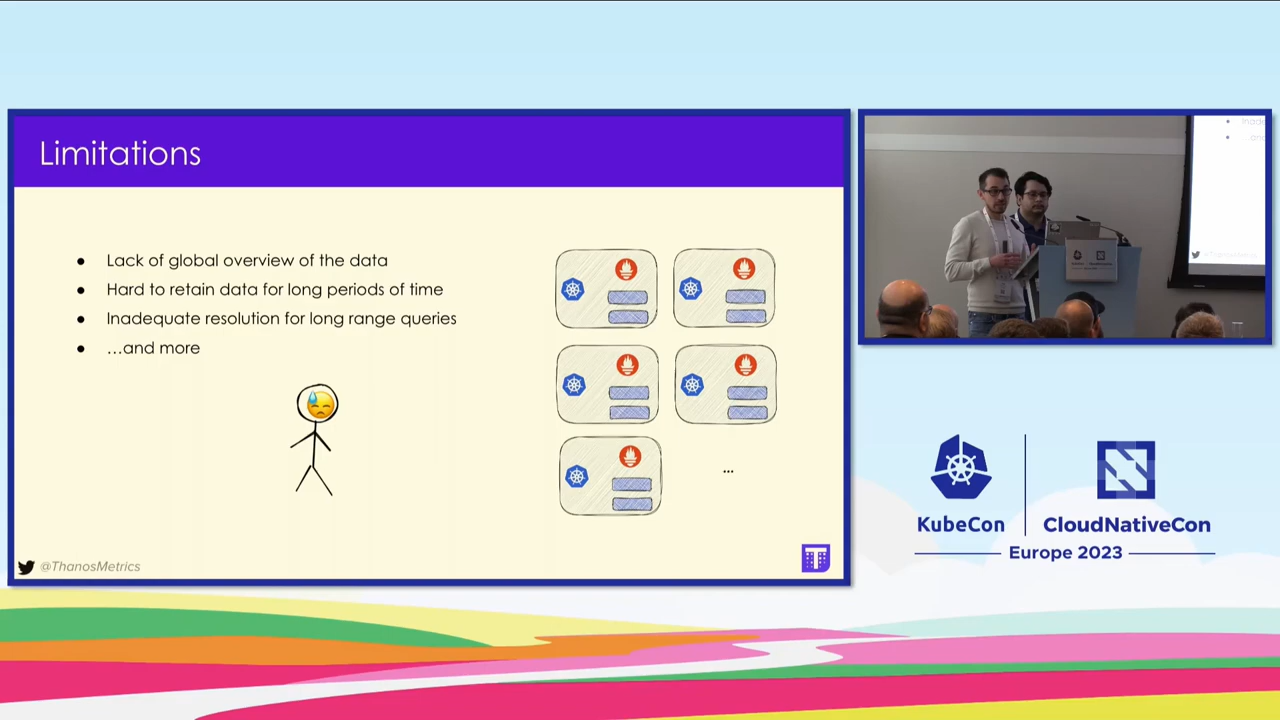 Limitations
● Lack of global overview of the data
● Hard to retain data for long periods of time
● Inadequate resolution for long range queries
● …and more
...
@ThanosMetrics
KubeCon
CloudNativeCon
Europe 2023